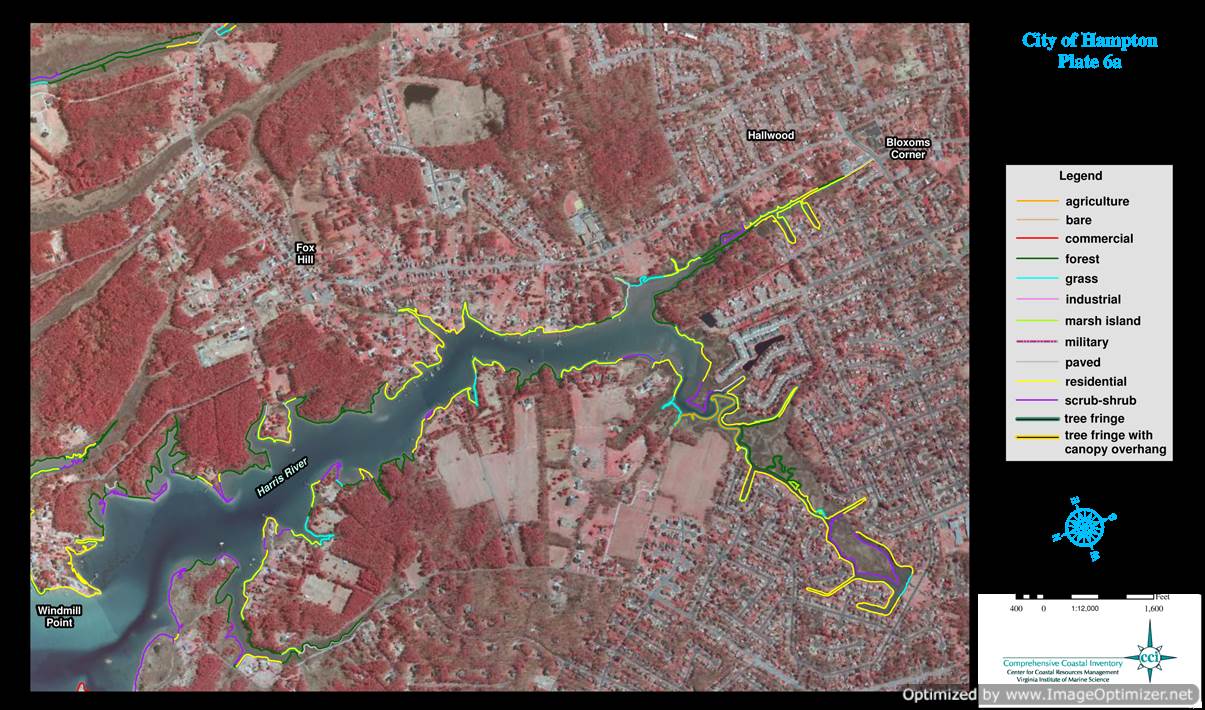 City of Hampton
Plate 6a
Hallwood
Bloxoms
Corner
Fox
Hill
Harris River
Windmill
Point
Legend
agriculture
bare
commercial
forest
grass
industrial
marsh island
military
paved
residential
scrub-shrub
tree fringe
tree fringe with
canopy overhang
N
E
W
S
Feet
400 0 1:12,000 1,600
cci
Comprehensive Coastal Inventory
Center for Coastal Resources Management
Virginia Institute of Marine Science
Optimized by www.ImageOptimizer.net